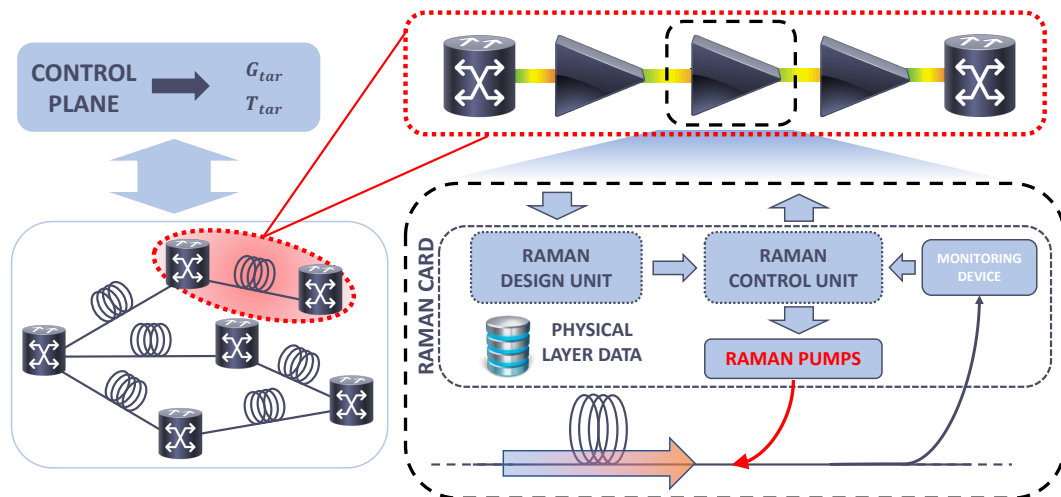 CONTROL
PLANE
G_tar
T_tar
RAMAN CARD
RAMAN
DESIGN UNIT
RAMAN
CONTROL UNIT
MONITORING
DEVICE
PHYSICAL
LAYER DATA
RAMAN PUMPS